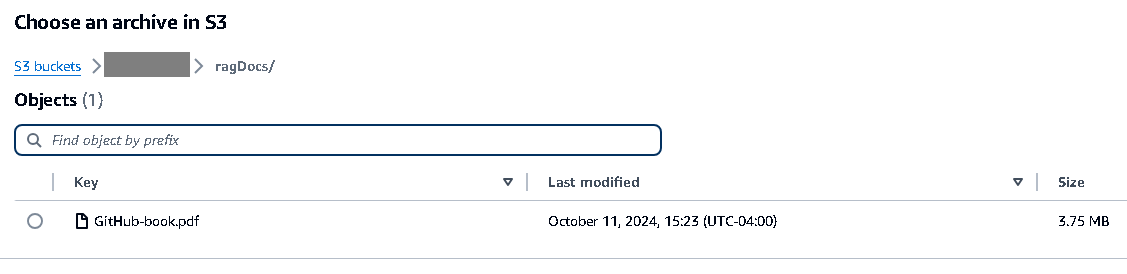 Choose an archive in S3
S3 buckets > > ragDocs/
Objects (1)
Find object by prefix
Key Last modified Size
GitHub-book.pdf October 11, 2024, 15:23 (UTC-04:00) 3.75 MB